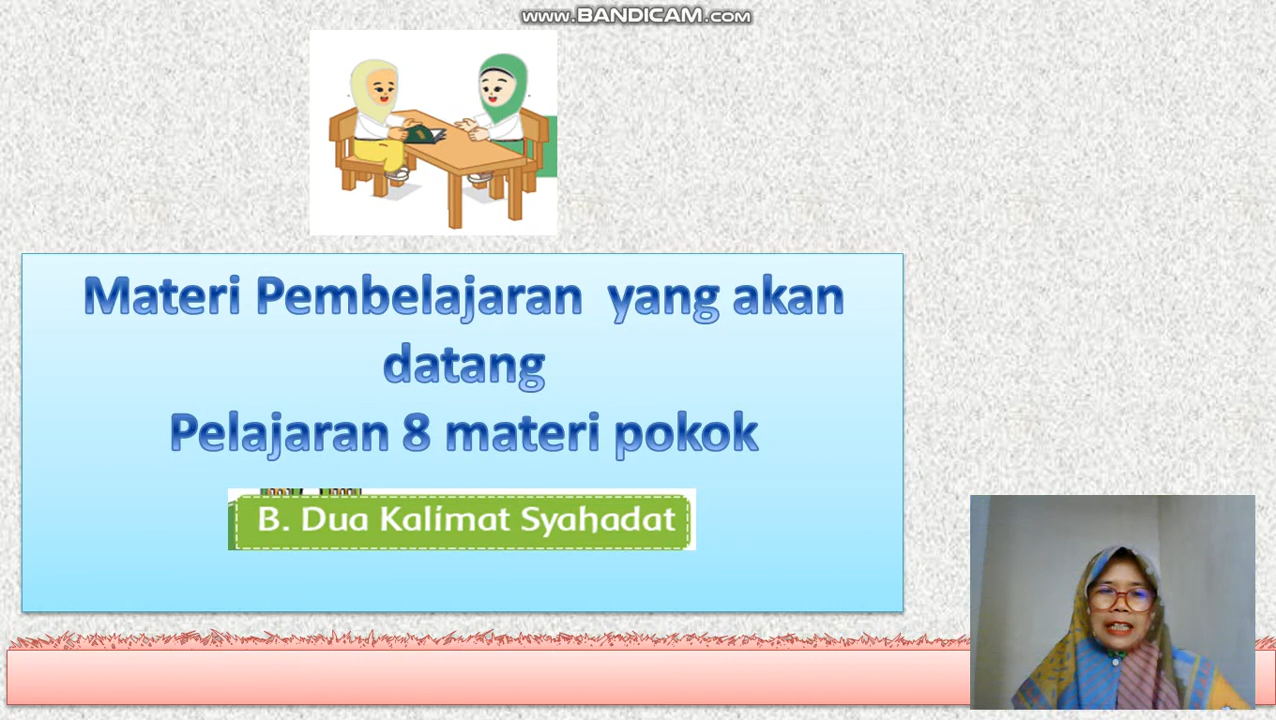 www.BANDICAM.com
Materi Pembelajaran yang akan
datang
Pelajaran 8 materi pokok
B. Dua Kalimat Syahadat